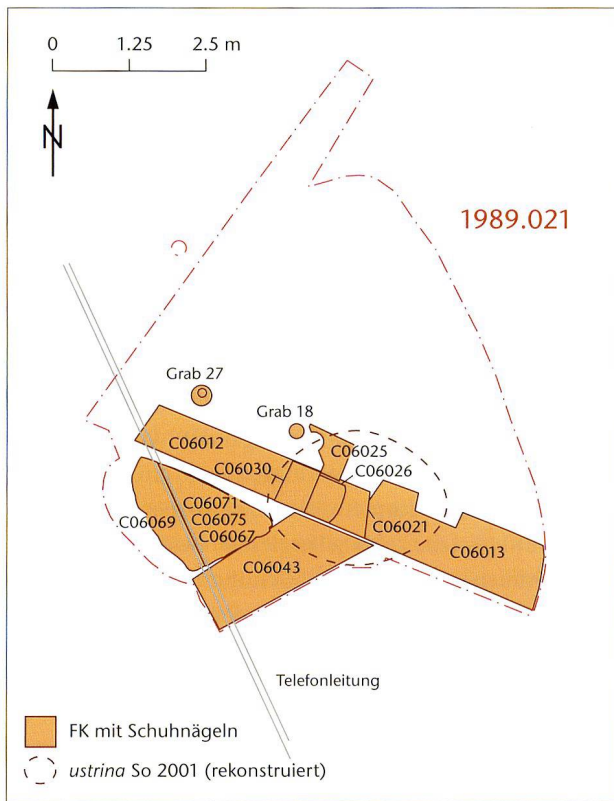 0 1.25 2.5 m
N
1989.021
Grab 27
Grab 18
C06012
C06025
C06030
C06026
C06071
C06069
C06075
C06021
C06067
C06013
C06043
Telefonleitung
FK mit Schuhnägeln
ustrina So 2001 (rekonstruiert)